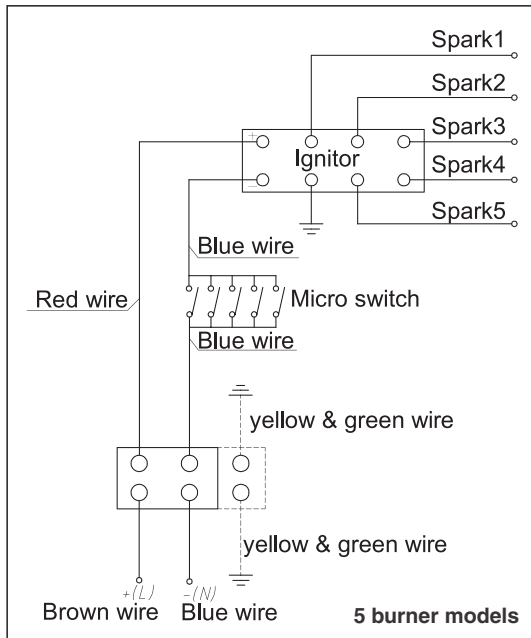 Spark1
Spark2
+
Spark3
Ignitor
−
Spark4
Spark5
Blue wire
Red wire
Micro switch
Blue wire
yellow & green wire
yellow & green wire
+(L) −(N)
Brown wire Blue wire
5 burner models